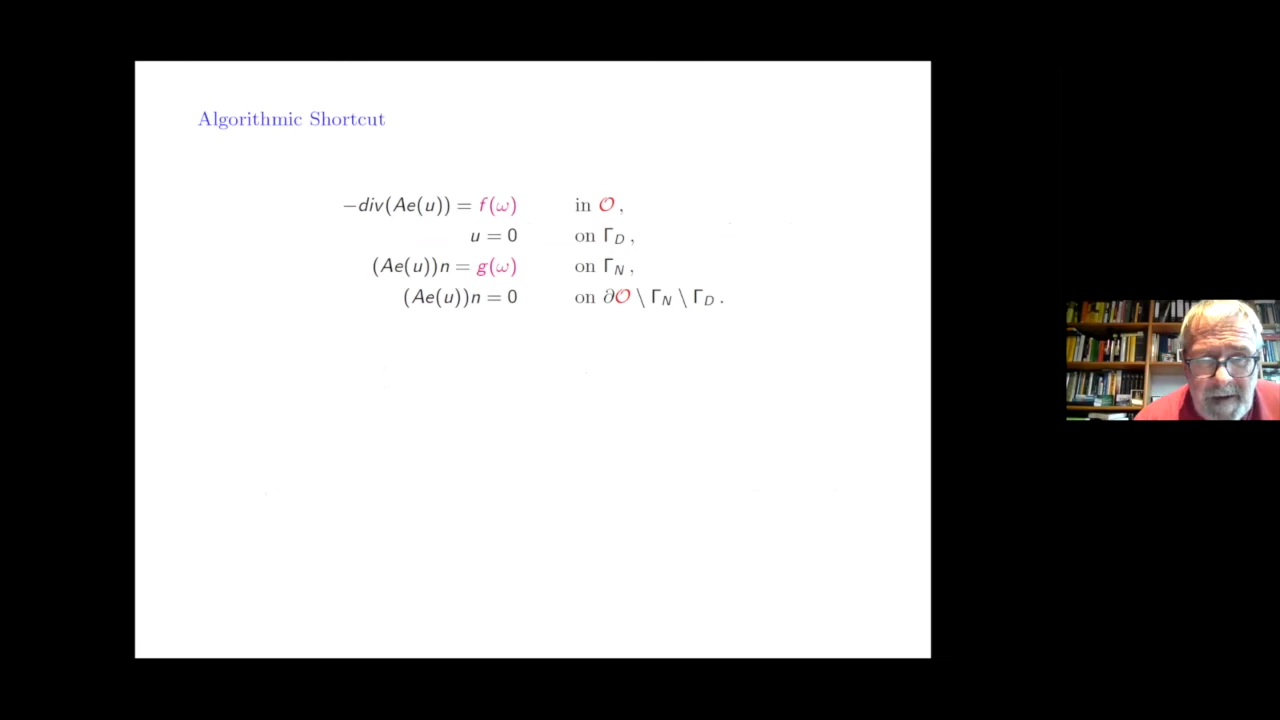 Algorithmic Shortcut
−div(Ae(u)) = f(ω) in 𝒪 ,
u = 0 on Γ_D ,
(Ae(u))n = g(ω) on Γ_N ,
(Ae(u))n = 0 on ∂𝒪 \ Γ_N \ Γ_D .